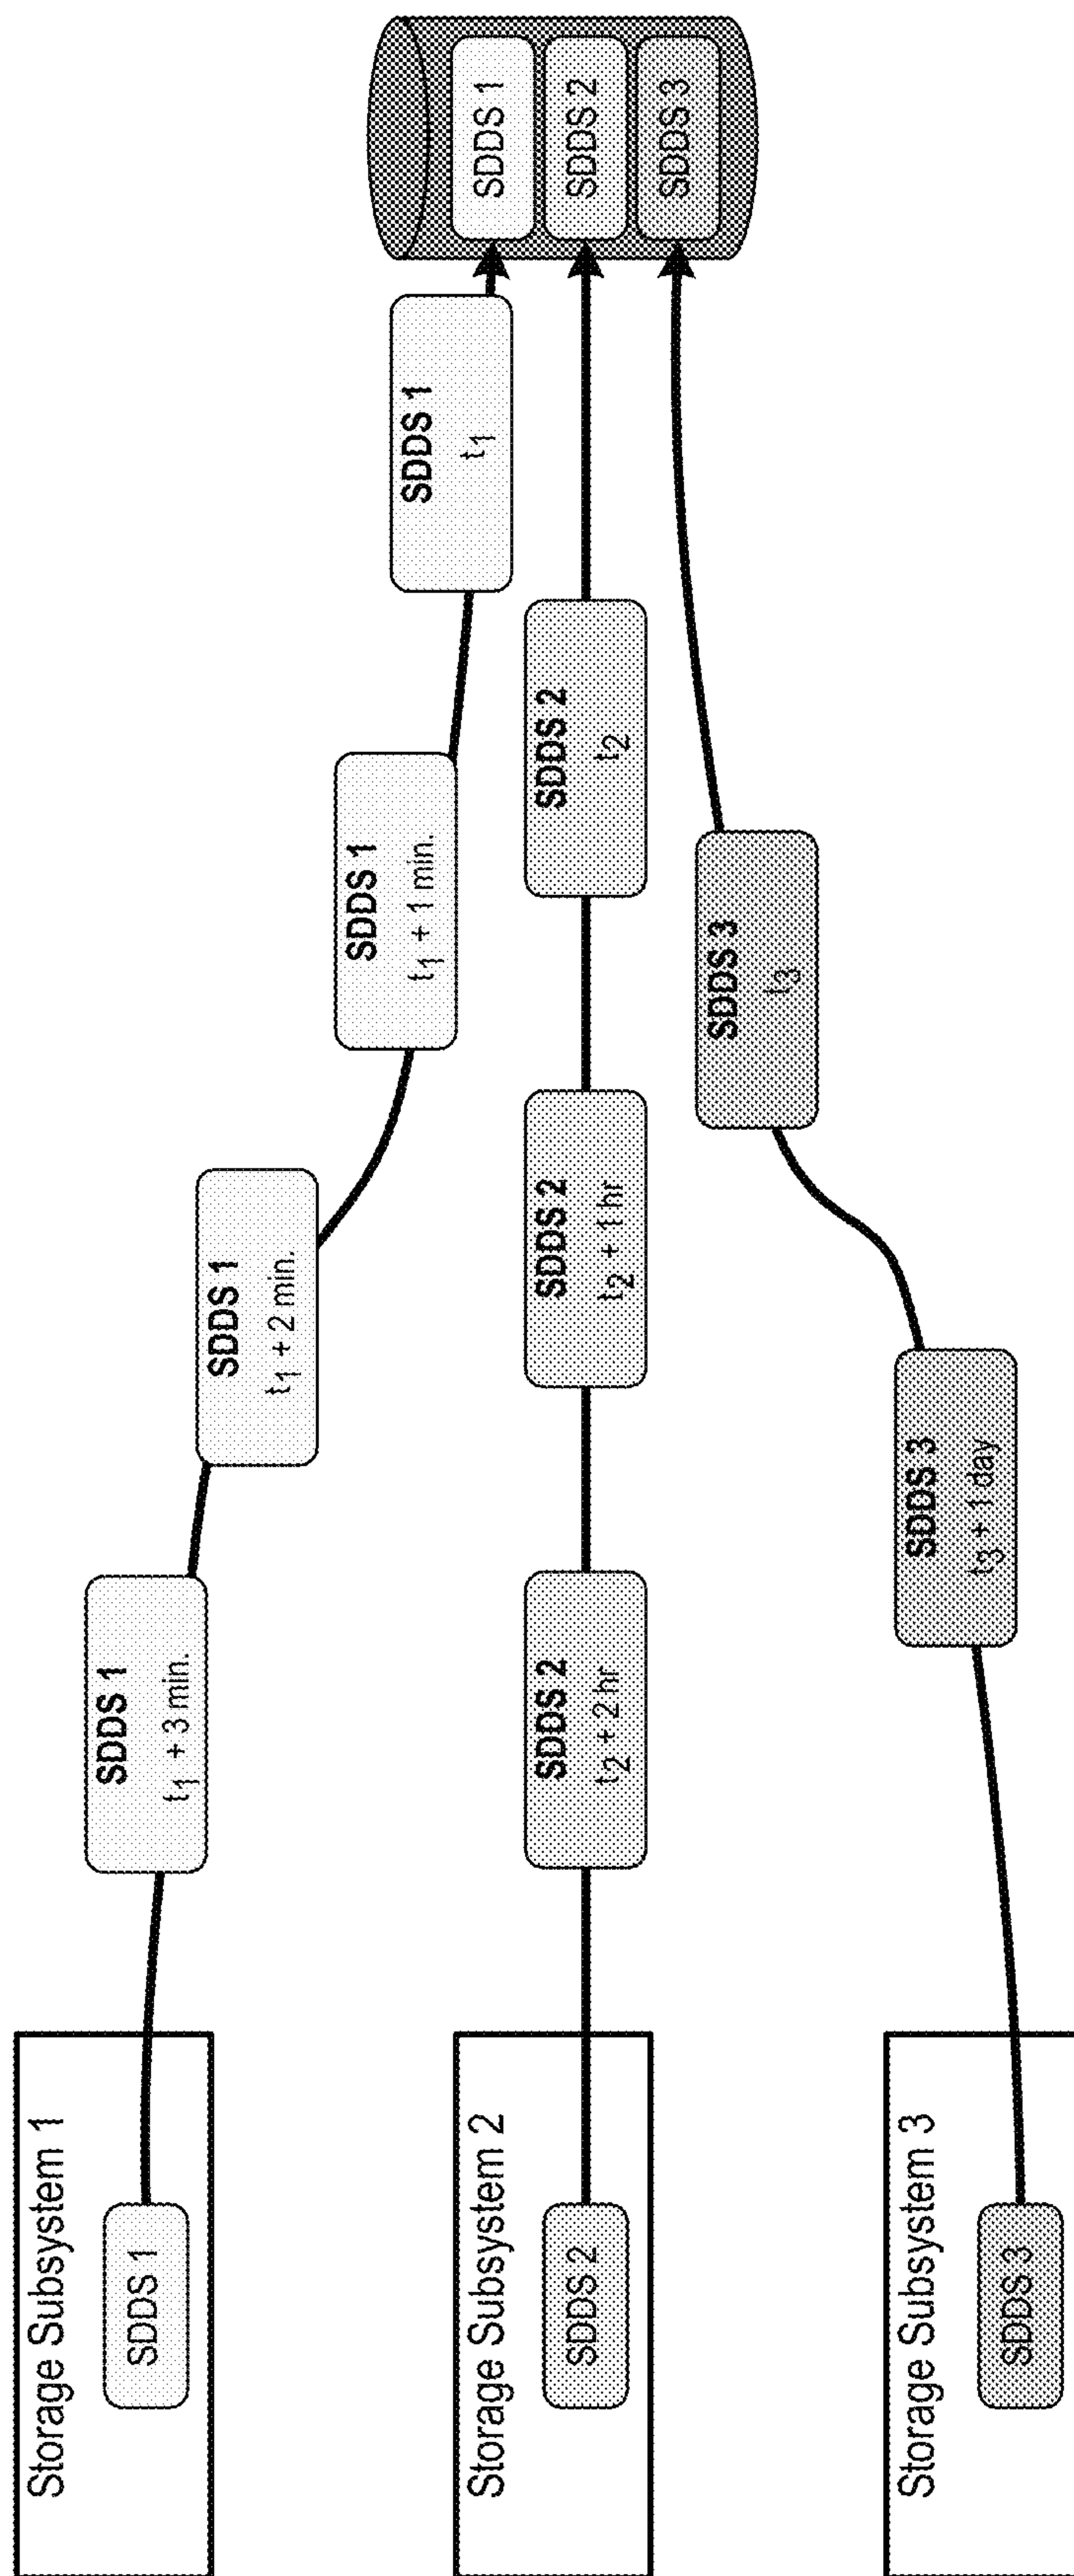 Storage Subsystem 1
SDDS 1
SDDS 1
t1 + 3 min.
SDDS 1
t1 + 2 min.
SDDS 1
t1 + 1 min.
SDDS 1
t1
SDDS 1
Storage Subsystem 2
SDDS 2
SDDS 2
t2 + 2 hr
SDDS 2
t2 + 1 hr
SDDS 2
t2
SDDS 2
Storage Subsystem 3
SDDS 3
SDDS 3
t3 + 1 day
SDDS 3
t3
SDDS 3